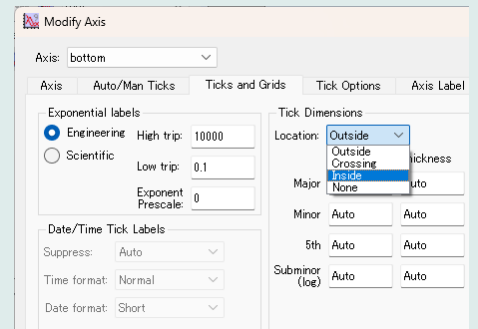 Modify Axis
Axis: bottom
Axis Auto/Man Ticks Ticks and Grids Tick Options Axis Label
Exponential labels
Engineering High trip: 10000
Scientific
Low trip: 0.1
Exponent Prescale: 0
Date/Time Tick Labels
Suppress: Auto
Time format: Normal
Date format: Short
Tick Dimensions
Location: Outside
Outside
Crossing
Inside
None
Major
Minor Auto Auto
5th Auto Auto
Subminor (log) Auto Auto